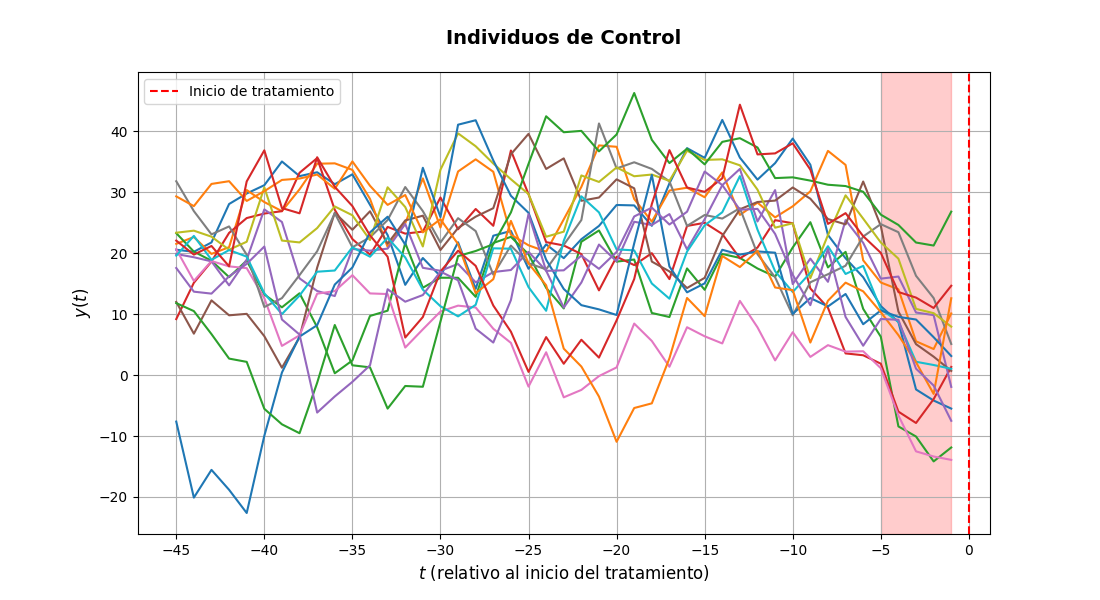 Individuos de Control
Inicio de tratamiento
y(t)
40
30
20
10
0
−10
−20
−45 −40 −35 −30 −25 −20 −15 −10 −5 0
t (relativo al inicio del tratamiento)